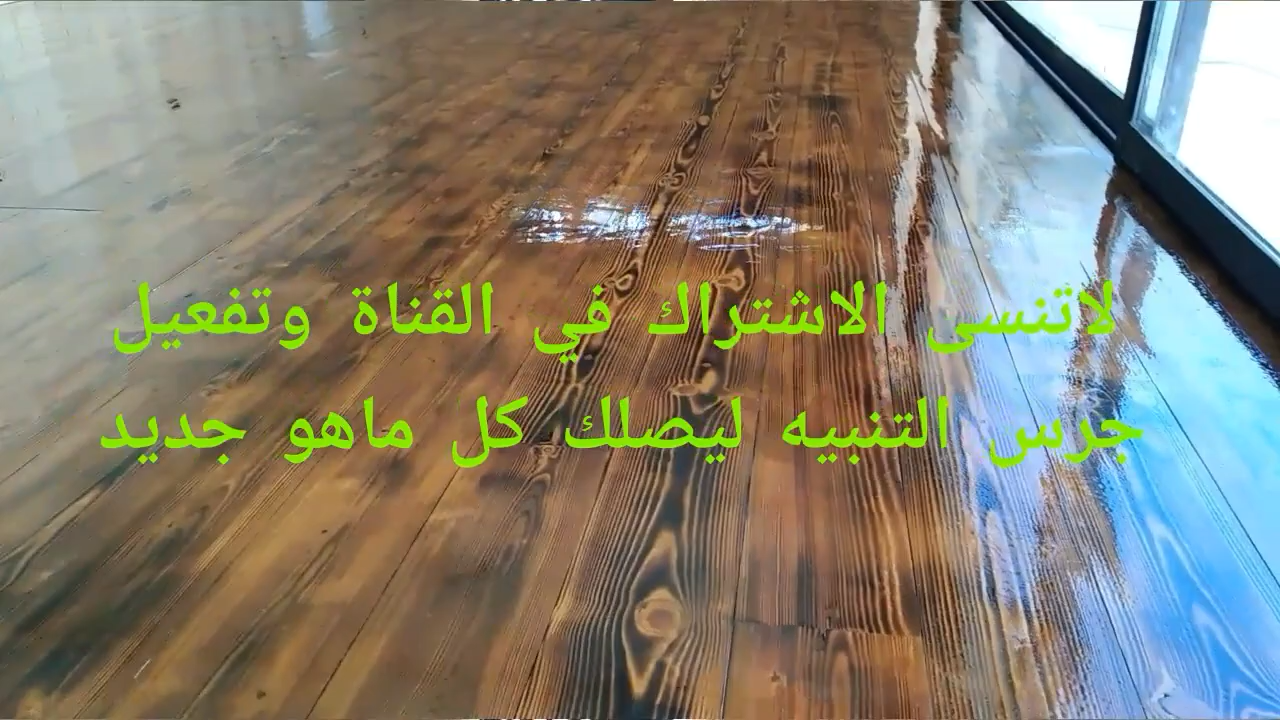 لاتنسى الاشتراك في القناة وتفعيل
جرس التنبيه ليصلك كل ماهو جديد